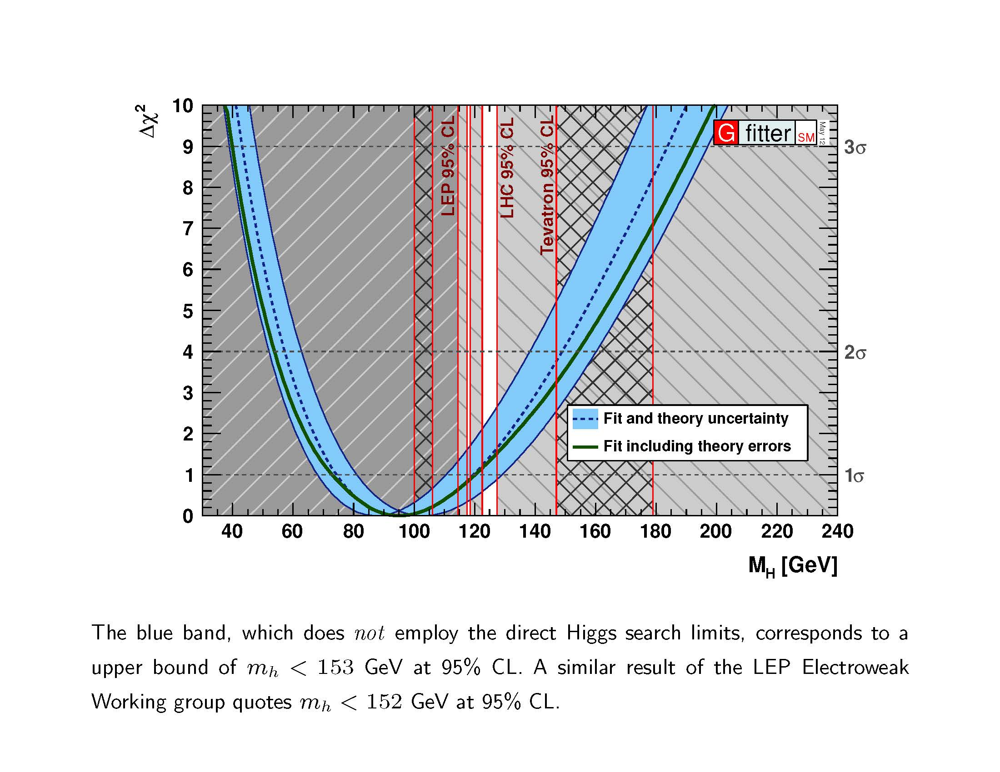 Δχ²
10
9
8
7
6
5
4
3
2
1
0
LEP 95% CL
LHC 95% CL
Tevatron 95% CL
G fitter SM
May 12
3σ
2σ
1σ
Fit and theory uncertainty
Fit including theory errors
40 60 80 100 120 140 160 180 200 220 240
M_H [GeV]
The blue band, which does not employ the direct Higgs search limits, corresponds to a
upper bound of m_h < 153 GeV at 95% CL. A similar result of the LEP Electroweak
Working group quotes m_h < 152 GeV at 95% CL.